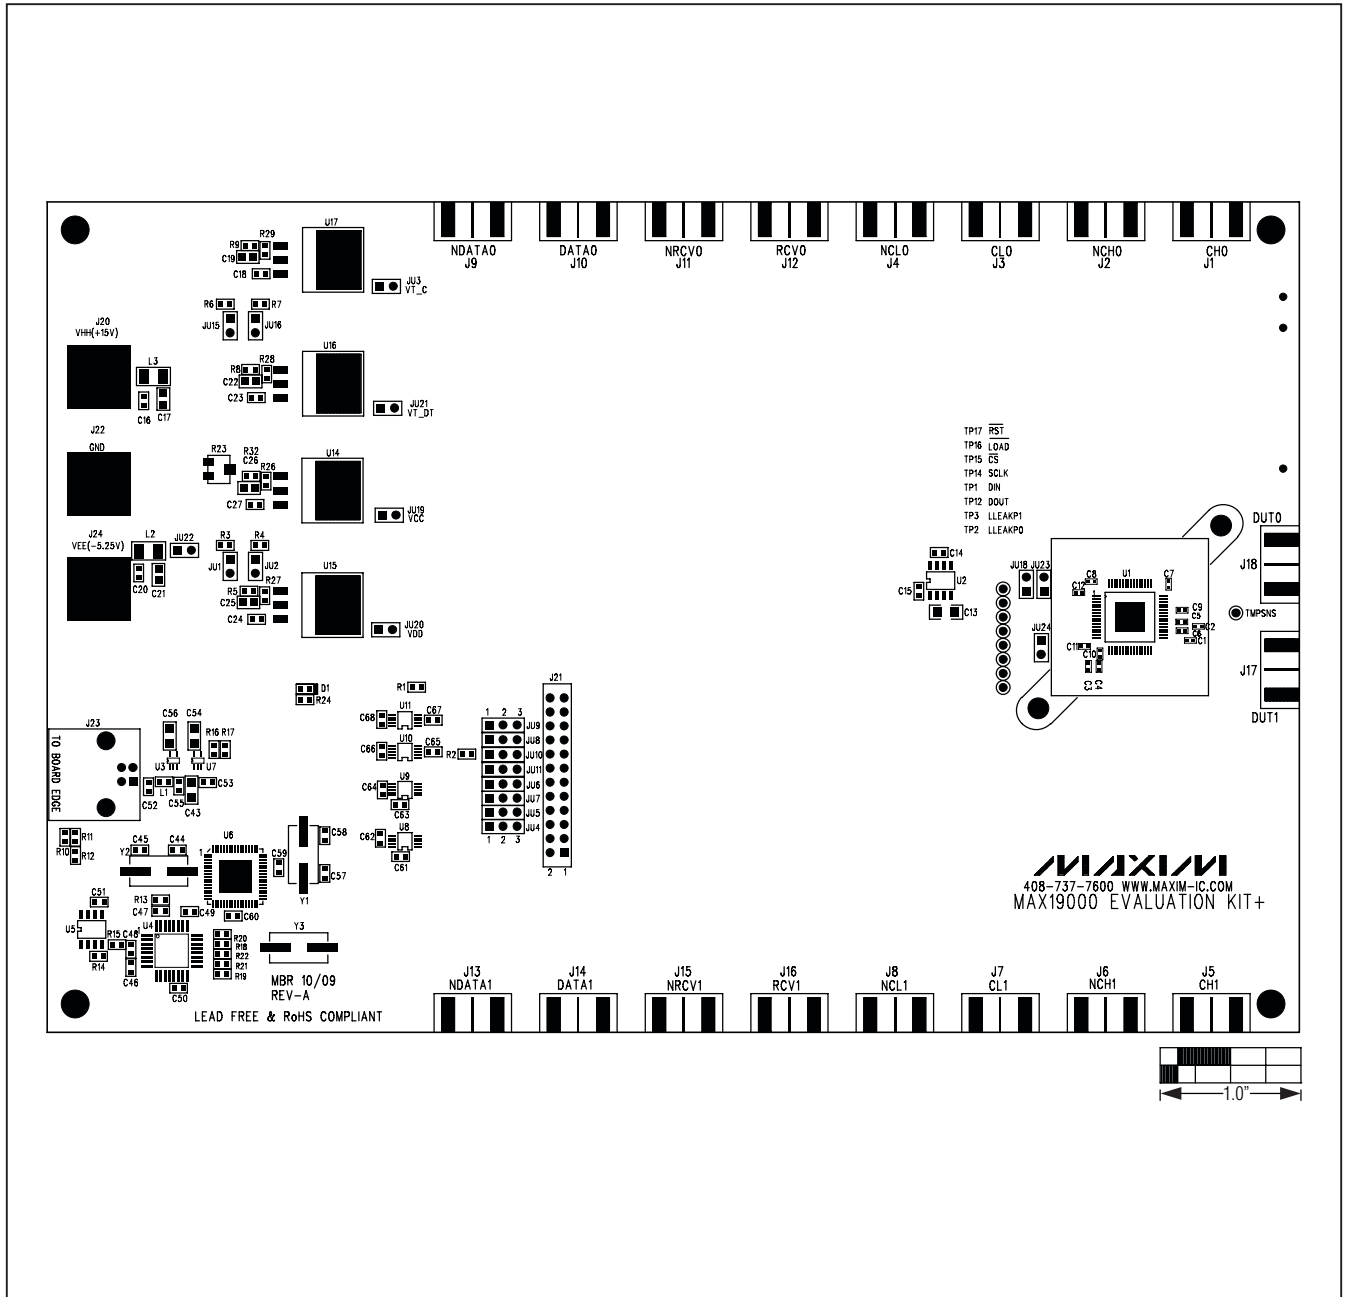 NDATA0
J9
DATA0
J10
NRCV0
J11
RCV0
J12
NCL0
J4
CL0
J3
NCH0
J2
CH0
J1
U17
R29
R9
C19
C18
JU3
VT_C
R6
R7
JU15
JU16
J20
VHH(+15V)
L3
C16
C17
U16
R28
R8
C22
C23
JU21
VT_DT
J22
GND
R23
R32
C26
R26
C27
U14
JU19
VCC
J24
VEE(-5.25V)
L2
JU22
C20
C21
R3
R4
JU1
JU2
R27
R5
C25
C24
U15
JU20
VDD
TP17 RST
TP16 LOAD
TP15 CS
TP14 SCLK
TP1 DIN
TP12 DOUT
TP3 LLEAKP1
TP2 LLEAKP0
C14
C15
U2
C13
JU18
JU23
JU24
C8
C12
U1
1
C7
C9
C5
C2
C6
C1
C11
C10
C3
C4
DUT0
J18
TMPSNS
J17
DUT1
D1
R24
R1
J21
U11
C68
C67
U10
C66
C65
R2
U9
C64
C63
U8
C62
C61
1 2 3
JU9
JU8
JU10
JU11
JU6
JU7
JU5
JU4
1 2 3
2 1
J23
TO BOARD EDGE
C56
C54
R16
R17
U3
U7
C52
L1
C55
C43
C53
R11
R10
R12
C45
C44
Y2
U6
1
C59
C58
C57
Y1
C51
U5
R13
C47
U4
1
C49
C60
R15
C48
R14
C46
C50
R20
R18
R22
R21
R19
Y3
MBR 10/09
REV-A
LEAD FREE & RoHS COMPLIANT
MAXIM
408-737-7600 WWW.MAXIM-IC.COM
MAX19000 EVALUATION KIT+
J13
NDATA1
J14
DATA1
J15
NRCV1
J16
RCV1
J8
NCL1
J7
CL1
J6
NCH1
J5
CH1
1.0"